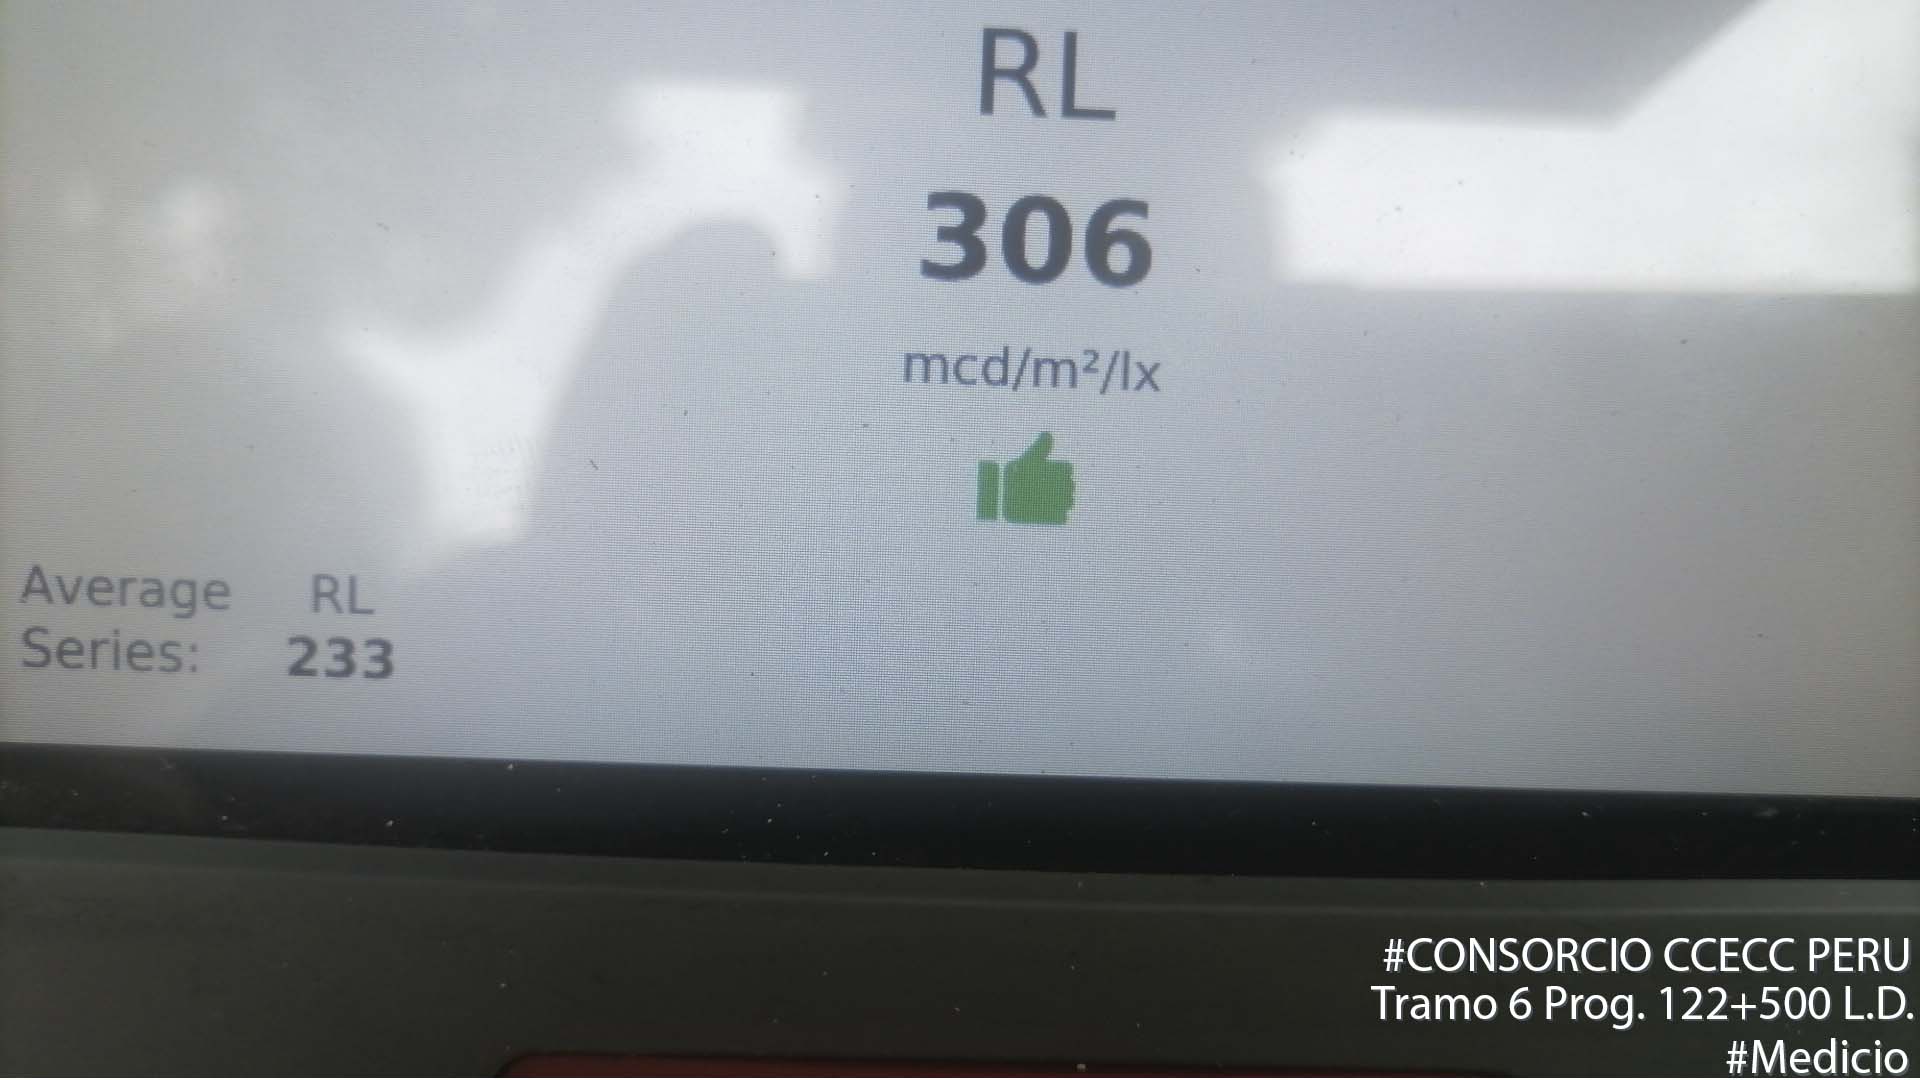 RL
306
mcd/m²/lx
Average RL
Series: 233
#CONSORCIO CCECC PERU
Tramo 6 Prog. 122+500 L.D.
#Medicio